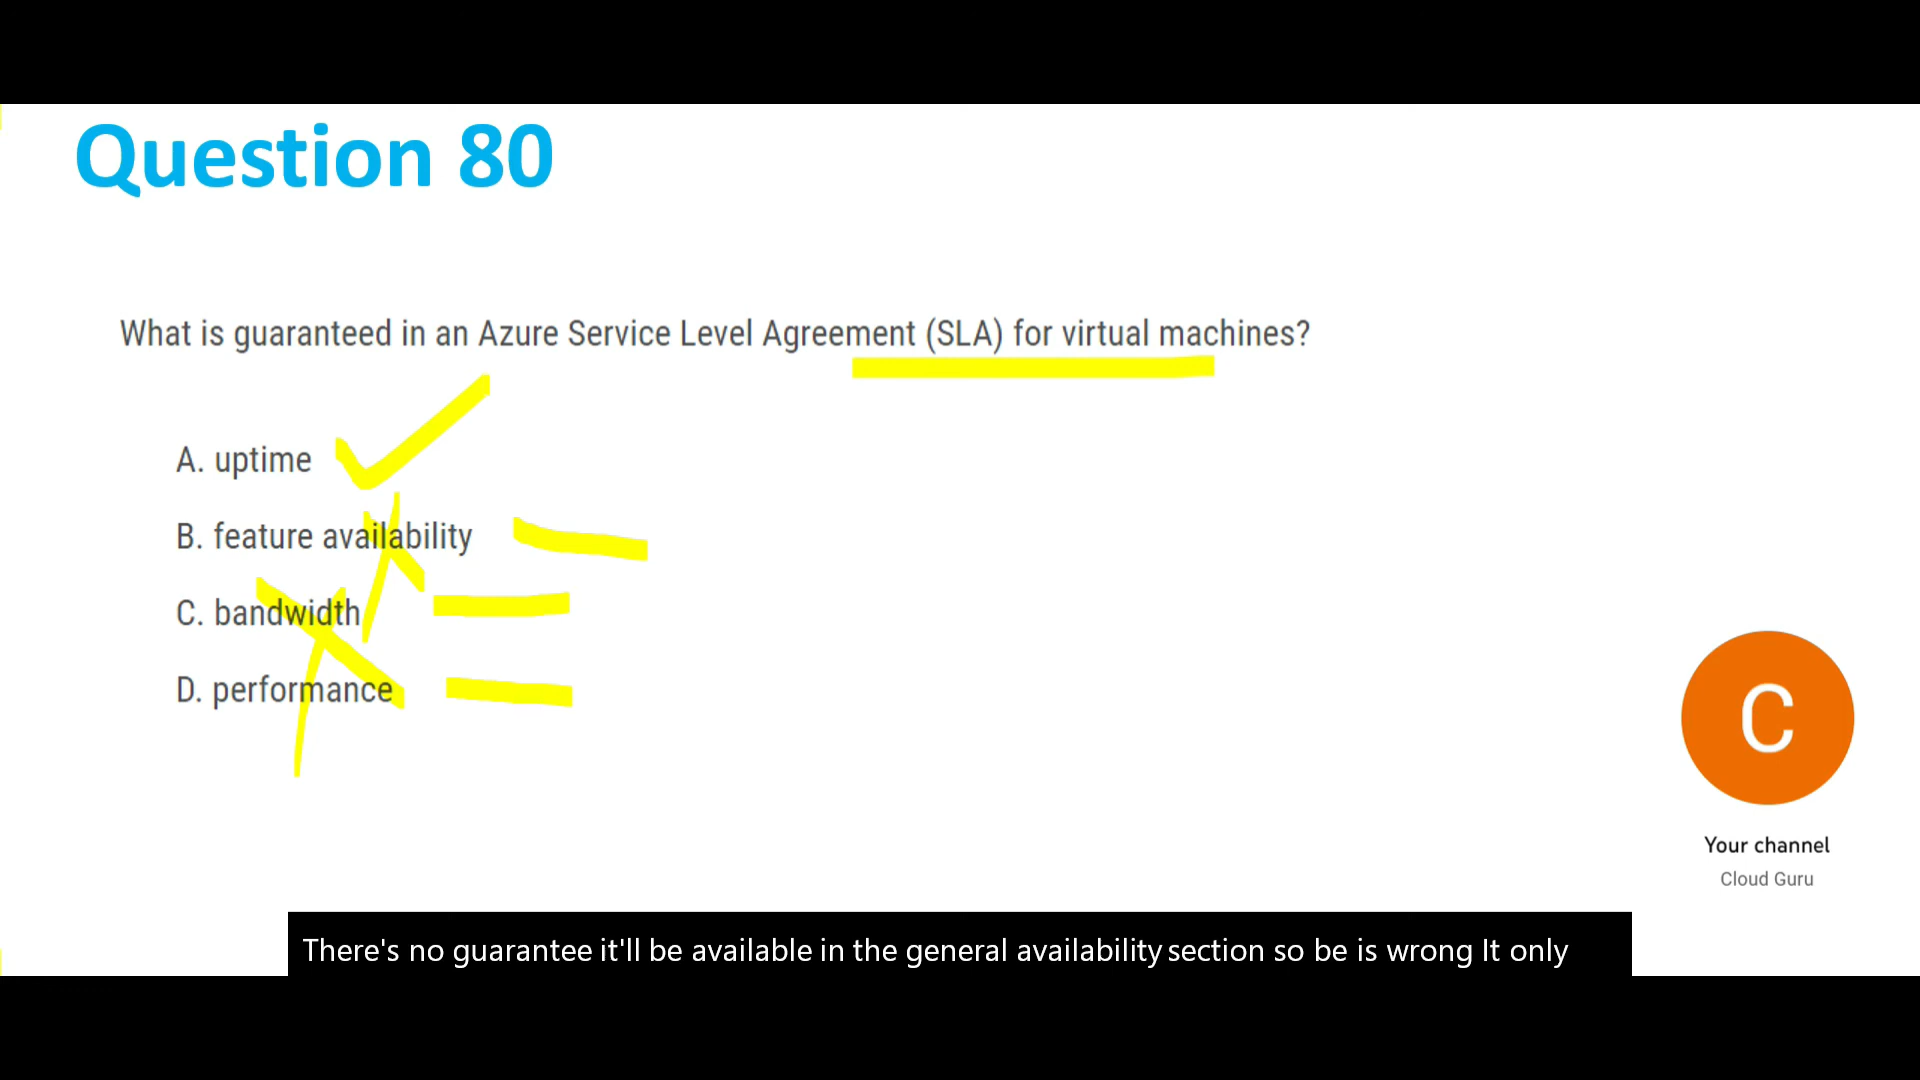 Question 80
What is guaranteed in an Azure Service Level Agreement (SLA) for virtual machines?
A. uptime
B. feature availability
C. bandwidth
D. performance
C
Your channel
Cloud Guru
There's no guarantee it'll be available in the general availability section so be is wrong It only